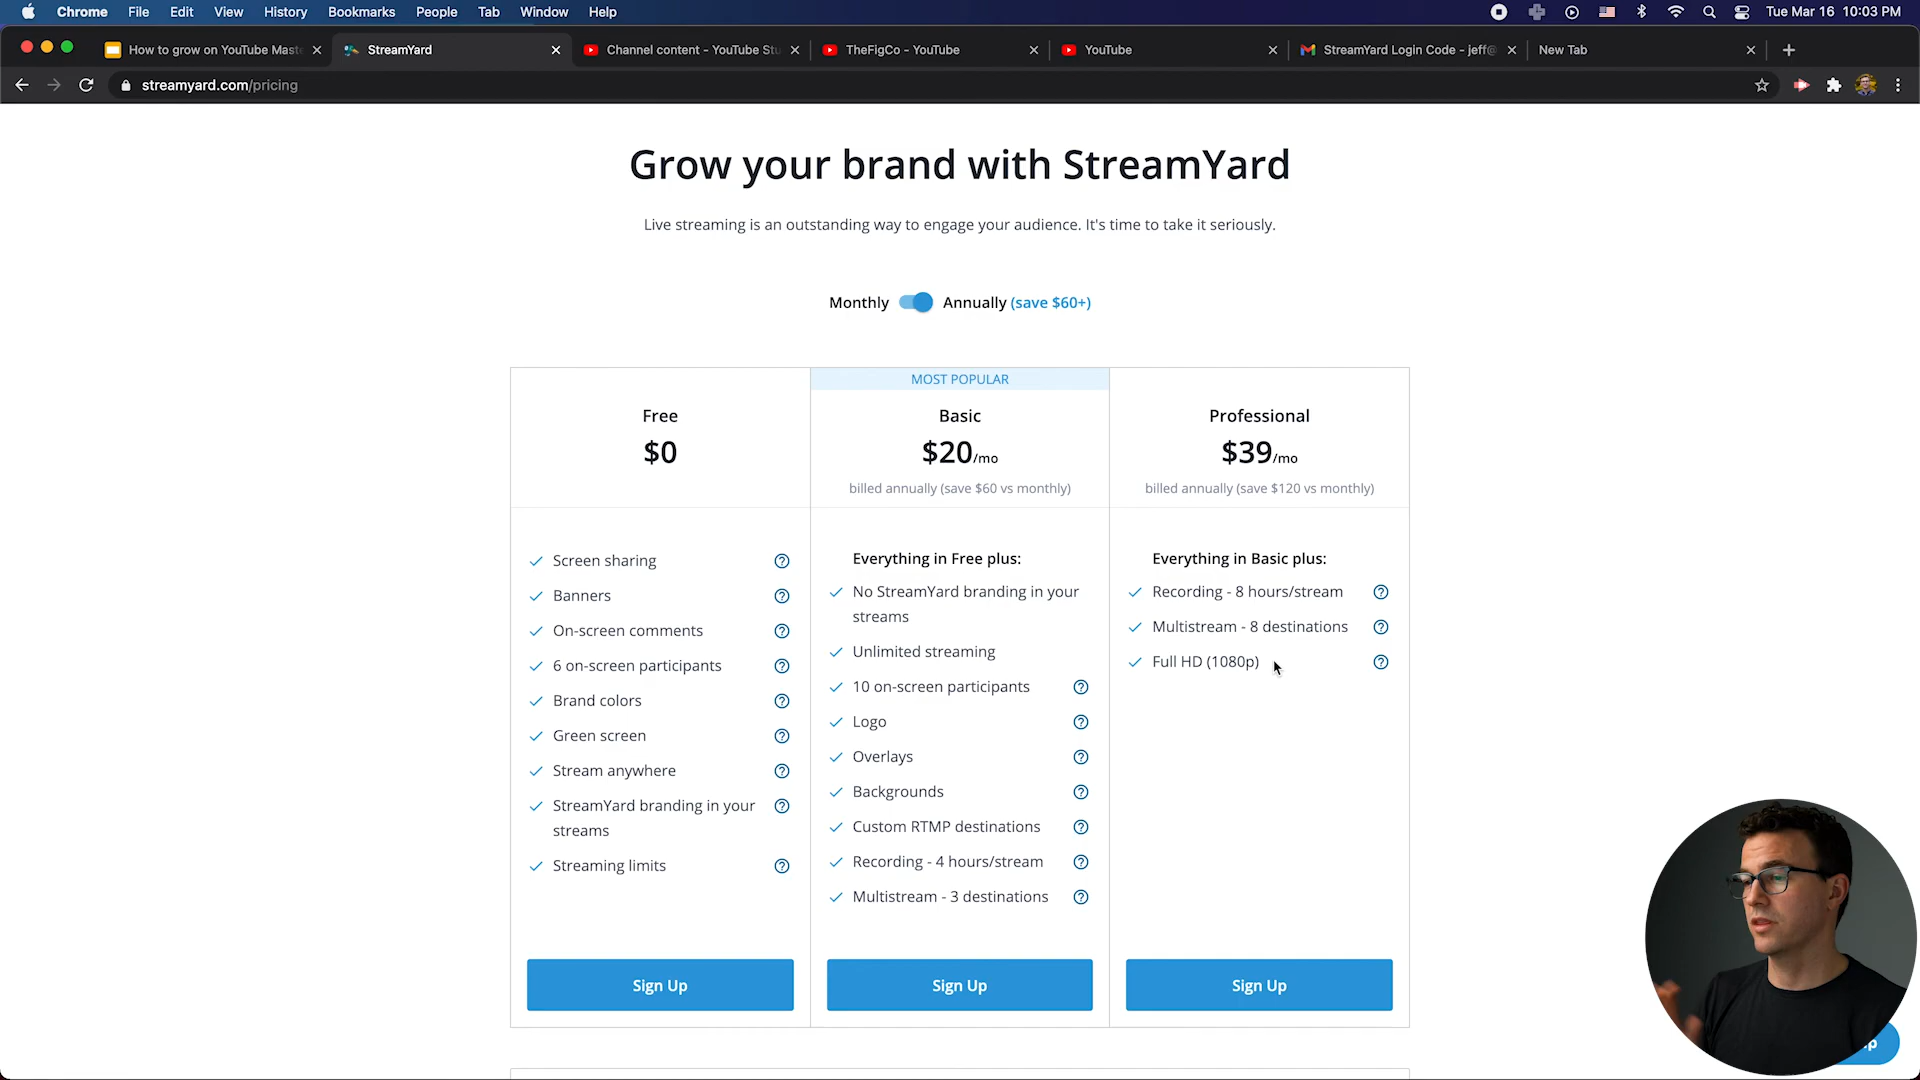 Chrome File Edit View History Bookmarks People Tab Window Help Tue Mar 16 10:03 PM
How to grow on YouTube Mast StreamYard Channel content - YouTube Stu TheFigCo - YouTube YouTube StreamYard Login Code - jeff@ New Tab
streamyard.com/pricing
Grow your brand with StreamYard
Live streaming is an outstanding way to engage your audience. It's time to take it seriously.
Monthly Annually (save $60+)
MOST POPULAR
Free
$0
Basic
$20/mo
billed annually (save $60 vs monthly)
Professional
$39/mo
billed annually (save $120 vs monthly)
Screen sharing
Banners
On-screen comments
6 on-screen participants
Brand colors
Green screen
Stream anywhere
StreamYard branding in your
streams
Streaming limits
Sign Up
Everything in Free plus:
No StreamYard branding in your
streams
Unlimited streaming
10 on-screen participants
Logo
Overlays
Backgrounds
Custom RTMP destinations
Recording - 4 hours/stream
Multistream - 3 destinations
Sign Up
Everything in Basic plus:
Recording - 8 hours/stream
Multistream - 8 destinations
Full HD (1080p)
Sign Up